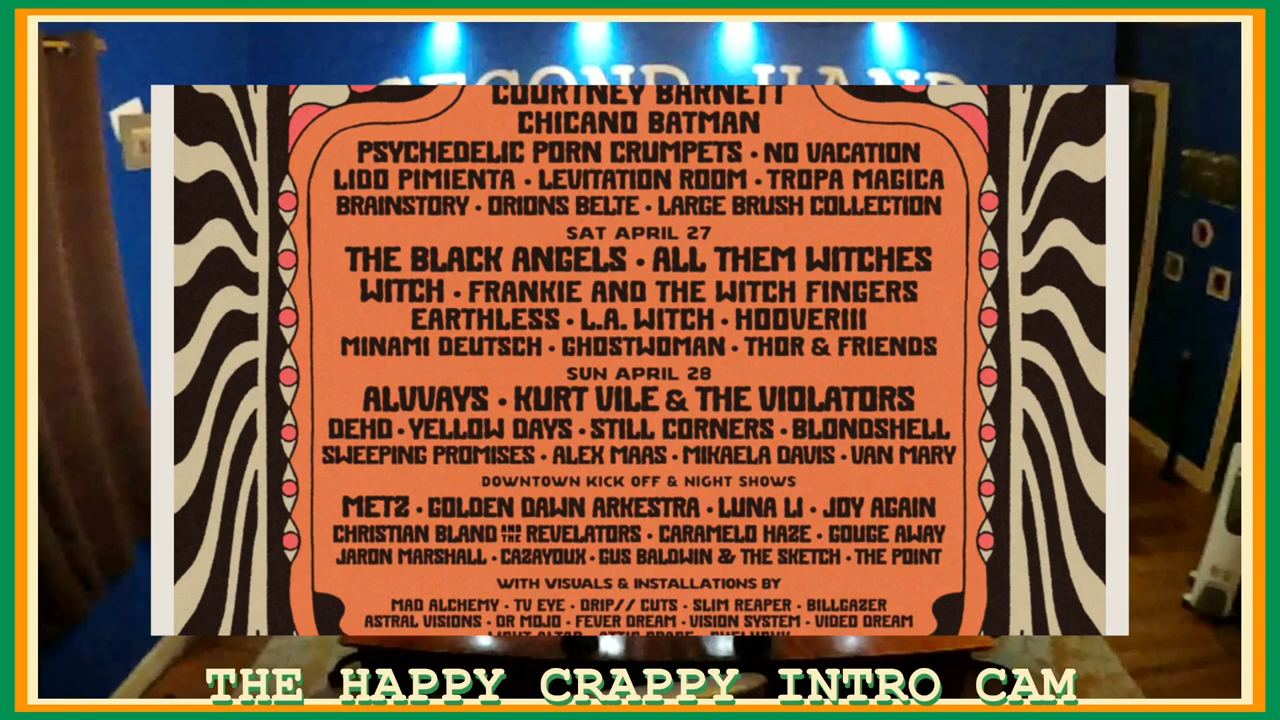 SECOND HAND
COURTNEY BARNETT
CHICANO BATMAN
PSYCHEDELIC PORN CRUMPETS • NO VACATION
LIDO PIMIENTA • LEVITATION ROOM • TROPA MAGICA
BRAINSTORY • ORIONS BELTE • LARGE BRUSH COLLECTION
SAT APRIL 27
THE BLACK ANGELS • ALL THEM WITCHES
WITCH • FRANKIE AND THE WITCH FINGERS
EARTHLESS • L.A. WITCH • HOOVERIII
MINAMI DEUTSCH • GHOSTWOMAN • THOR & FRIENDS
SUN APRIL 28
ALVVAYS • KURT VILE & THE VIOLATORS
DEHD • YELLOW DAYS • STILL CORNERS • BLONDSHELL
SWEEPING PROMISES • ALEX MAAS • MIKAELA DAVIS • VAN MARY
DOWNTOWN KICK OFF & NIGHT SHOWS
METZ • GOLDEN DAWN ARKESTRA • LUNA LI • JOY AGAIN
CHRISTIAN BLAND AND THE REVELATORS • CARAMELO HAZE • GOUGE AWAY
JARON MARSHALL • CAZAYOUX • GUS BALDWIN & THE SKETCH • THE POINT
WITH VISUALS & INSTALLATIONS BY
MAD ALCHEMY • TV EYE • DRIP// CUTS • SLIM REAPER • BILLGAZER
ASTRAL VISIONS • DR MOJO • FEVER DREAM • VISION SYSTEM • VIDEO DREAM
THE HAPPY CRAPPY INTRO CAM